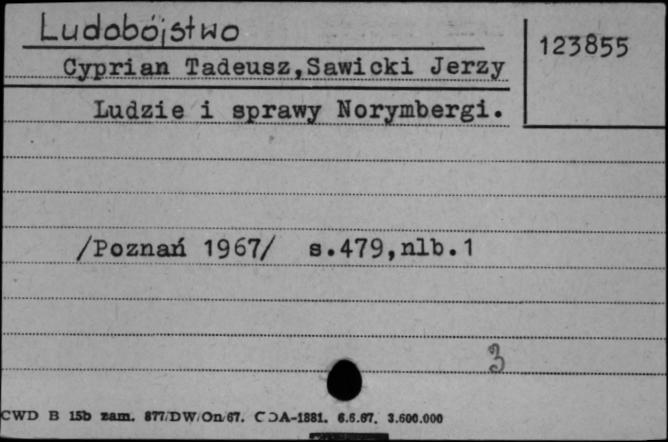 Ludobójstwo
123855
Cyprian Tadeusz,Sawicki Jerzy
Ludzie i sprawy Norymbergi.
/Poznań 1967/ s.479,nlb.1
3
CWD B 15b zam. 877/DW/On/67. CDA-1881. 6.6.67. 3.600.000